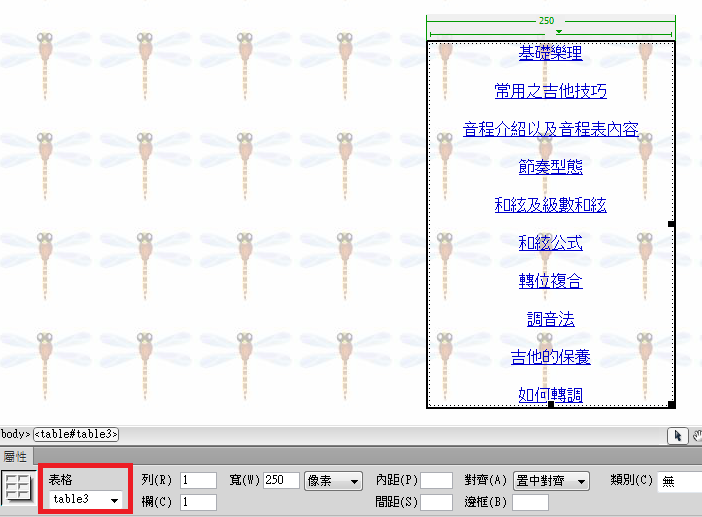 250
基礎樂理
常用之吉他技巧
音程介紹以及音程表內容
節奏型態
和絃及級數和絃
和絃公式
轉位複合
調音法
吉他的保養
如何轉調
body> <table#table3>
屬性
表格 列(R) 1 寬(W) 250 像素 內距(P) 對齊(A) 置中對齊 類別(C) 無
table3 欄(C) 1 間距(S) 邊框(B)